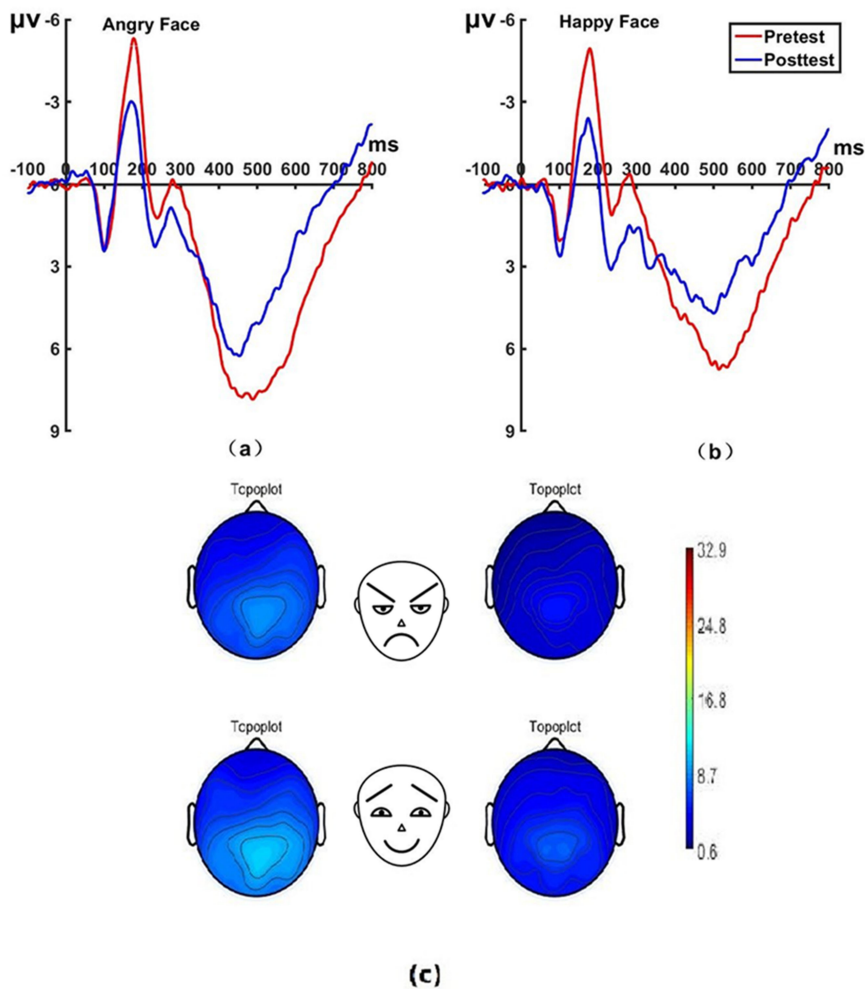 μv -6 Angry Face
-3
ms
-100 0 100 200 300 400 500 600 700 800
3
6
9
(a)
μv -6 Happy Face
Pretest
Posttest
-3
ms
-100 0 100 200 300 400 500 600 700 800
3
6
9
(b)
Tcpoplot Topoplct
32.9
24.8
16.8
8.7
0.6
Tcpoplot Topoplct
(c)